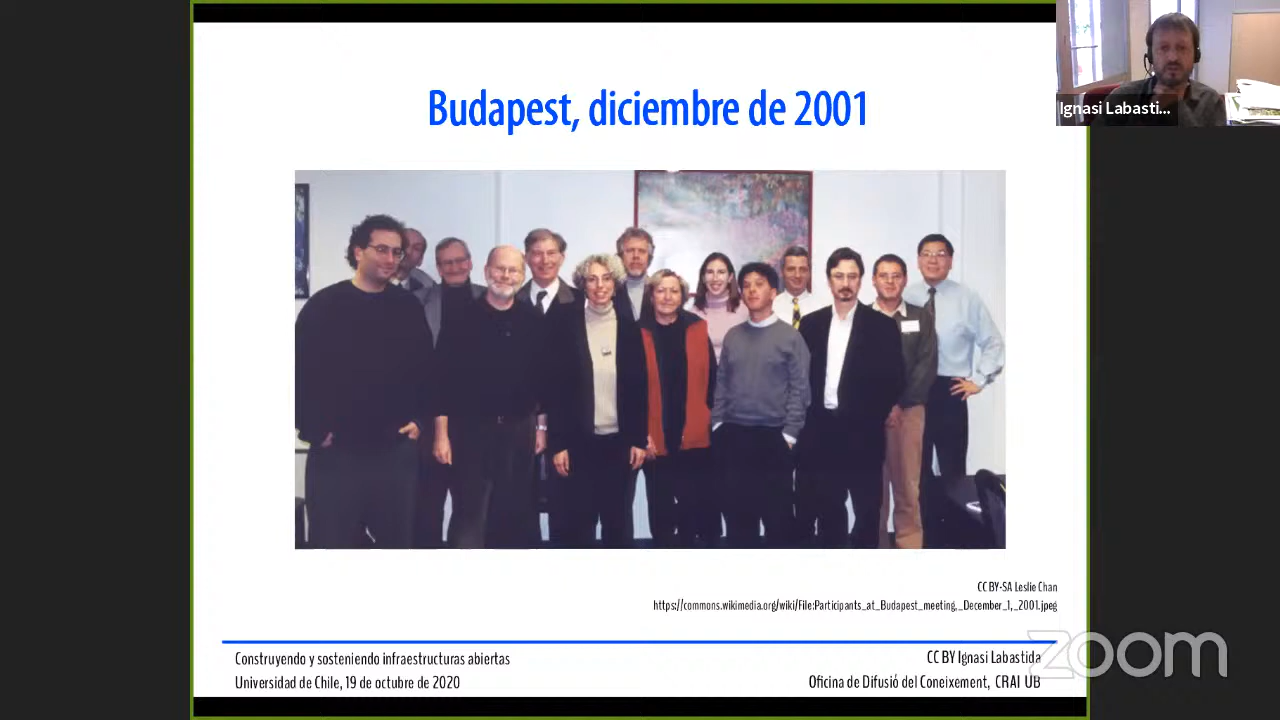 Budapest, diciembre de 2001
Ignasi Labasti...
CC BY-SA Leslie Chan
https://commons.wikimedia.org/wiki/File:Participants_at_Budapest_meeting,_December_1,_2001.jpeg
Construyendo y sosteniendo infraestructuras abiertas
Universidad de Chile, 19 de octubre de 2020
CC BY Ignasi Labastida
Oficina de Difusió del Coneixement, CRAI UB
zoom